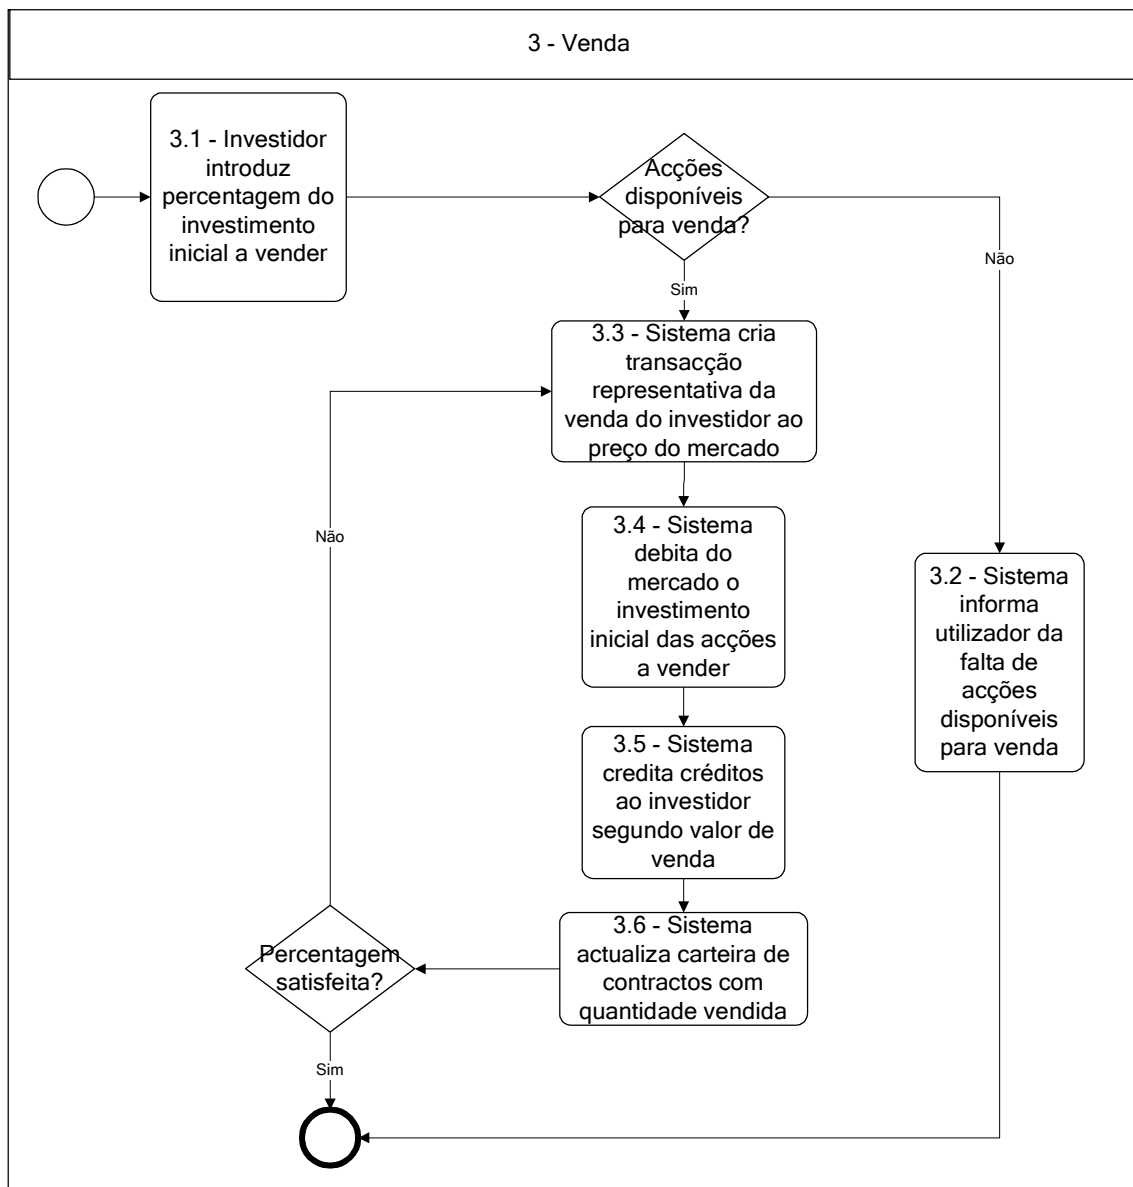 3 - Venda
3.1 - Investidor
introduz
percentagem do
investimento
inicial a vender
Acções
disponíveis
para venda?
Não
Sim
3.3 - Sistema cria
transacção
representativa da
venda do investidor ao
preço do mercado
Não
3.4 - Sistema
debita do
mercado o
investimento
inicial das acções
a vender
3.2 - Sistema
informa
utilizador da
falta de
acções
disponíveis
para venda
3.5 - Sistema
credita créditos
ao investidor
segundo valor de
venda
3.6 - Sistema
actualiza carteira de
contractos com
quantidade vendida
Percentagem
satisfeita?
Sim